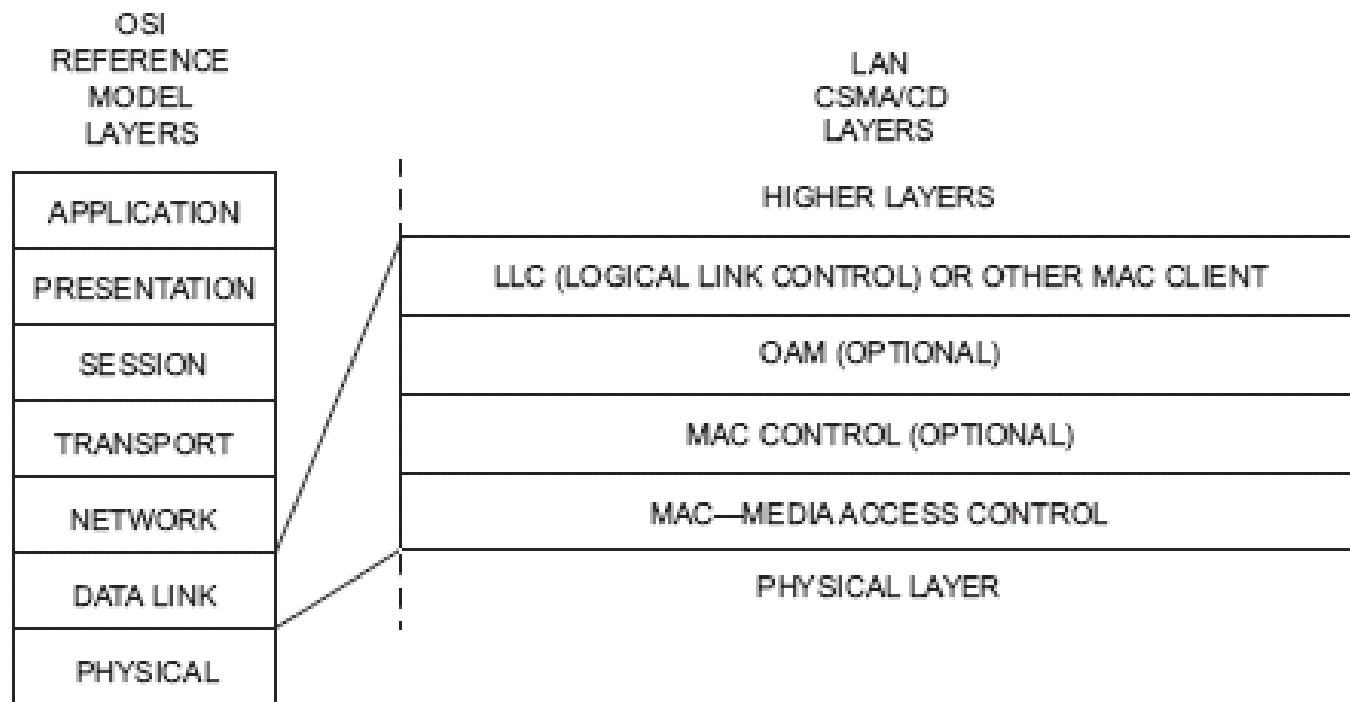 OSI
REFERENCE
MODEL
LAYERS
APPLICATION
PRESENTATION
SESSION
TRANSPORT
NETWORK
DATA LINK
PHYSICAL
LAN
CSMA/CD
LAYERS
HIGHER LAYERS
LLC (LOGICAL LINK CONTROL) OR OTHER MAC CLIENT
OAM (OPTIONAL)
MAC CONTROL (OPTIONAL)
MAC—MEDIA ACCESS CONTROL
PHYSICAL LAYER